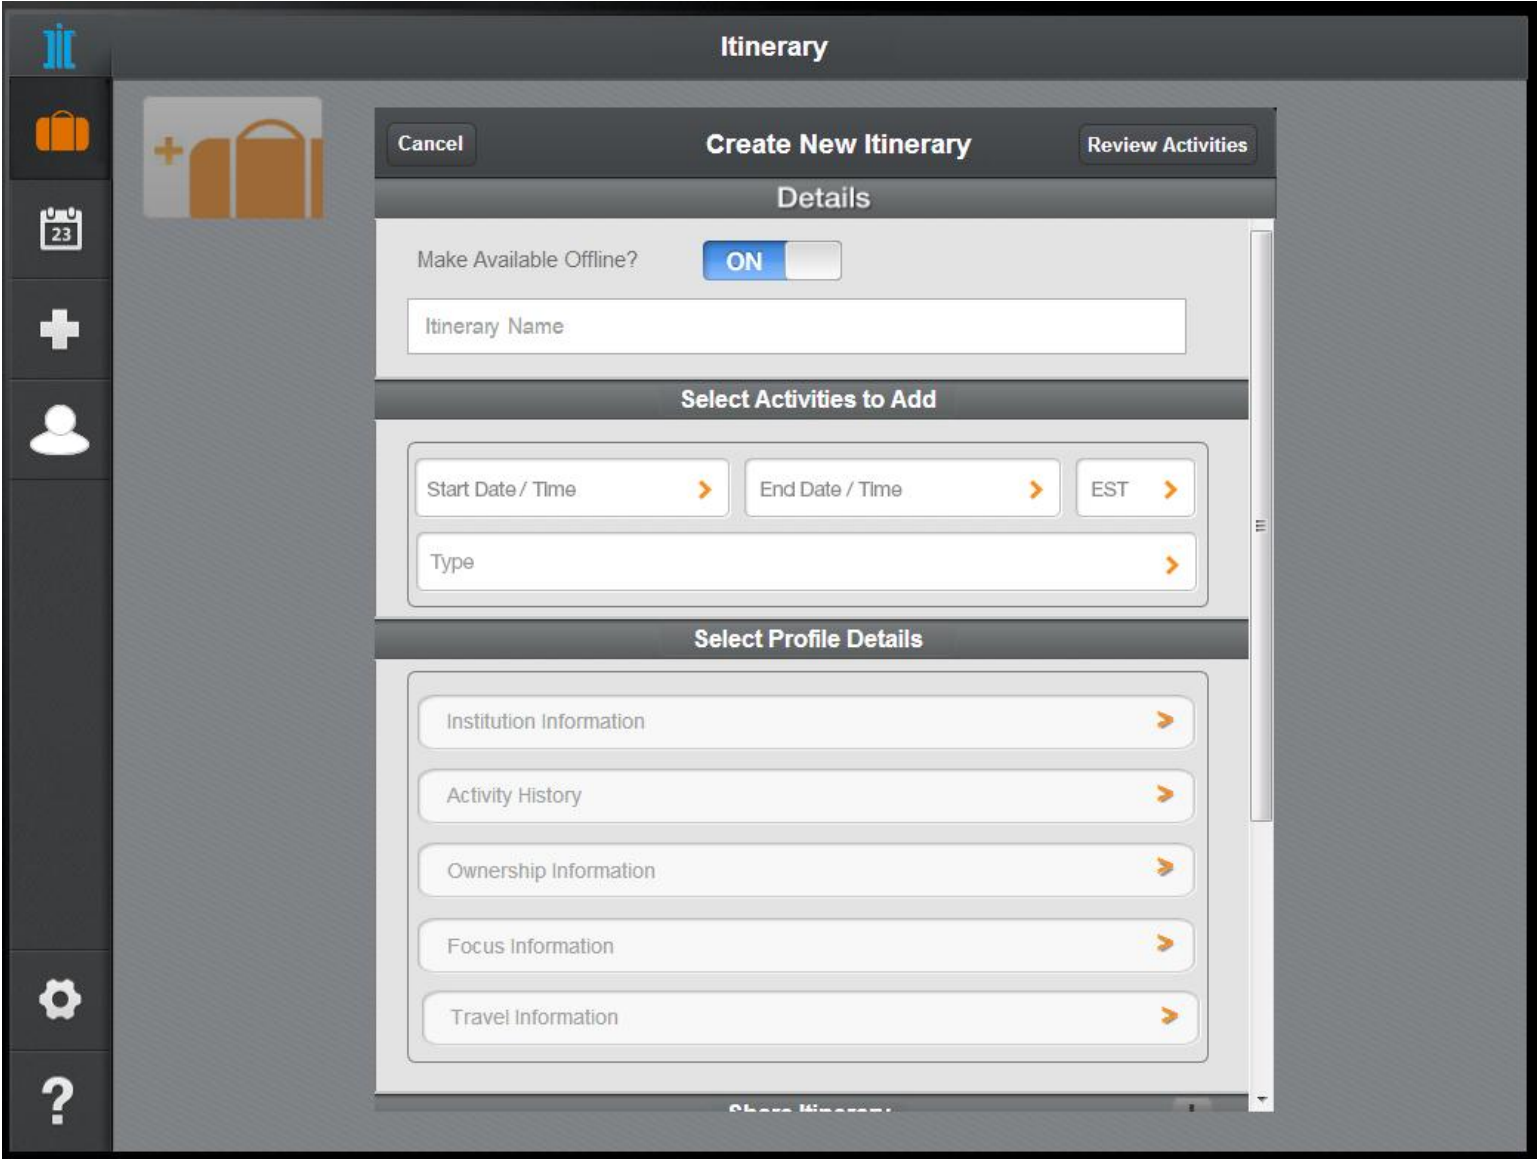 Itinerary
Cancel
Create New Itinerary
Review Activities
Details
Make Available Offline?
ON
Itinerary Name
Select Activities to Add
Start Date / Time
End Date / Time
EST
Type
Select Profile Details
Institution Information
Activity History
Ownership Information
Focus Information
Travel Information
Share Itinerary
23
?